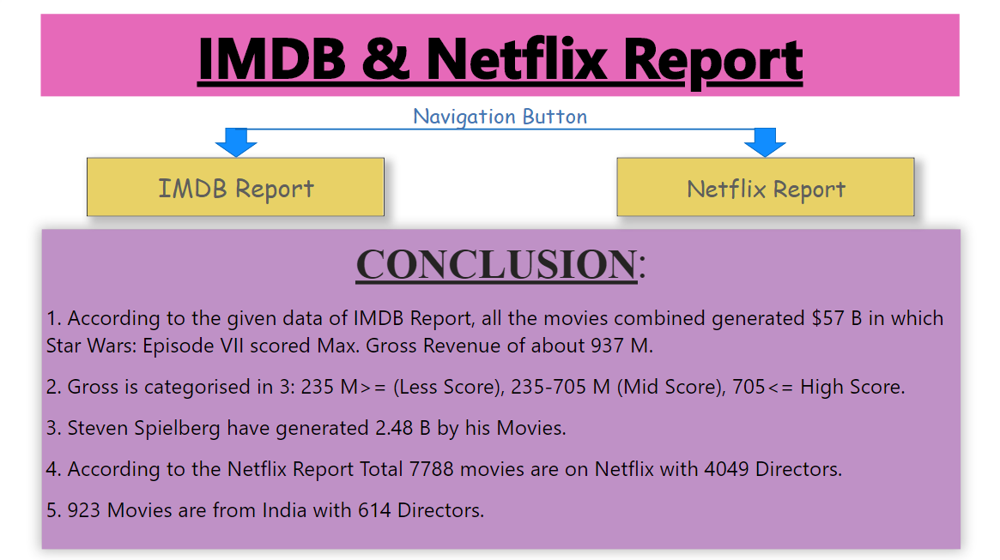 IMDB & Netflix Report
Navigation Button
IMDB Report
Netflix Report
CONCLUSION:
1. According to the given data of IMDB Report, all the movies combined generated $57 B in which
Star Wars: Episode VII scored Max. Gross Revenue of about 937 M.
2. Gross is categorised in 3: 235 M>= (Less Score), 235-705 M (Mid Score), 705<= High Score.
3. Steven Spielberg have generated 2.48 B by his Movies.
4. According to the Netflix Report Total 7788 movies are on Netflix with 4049 Directors.
5. 923 Movies are from India with 614 Directors.